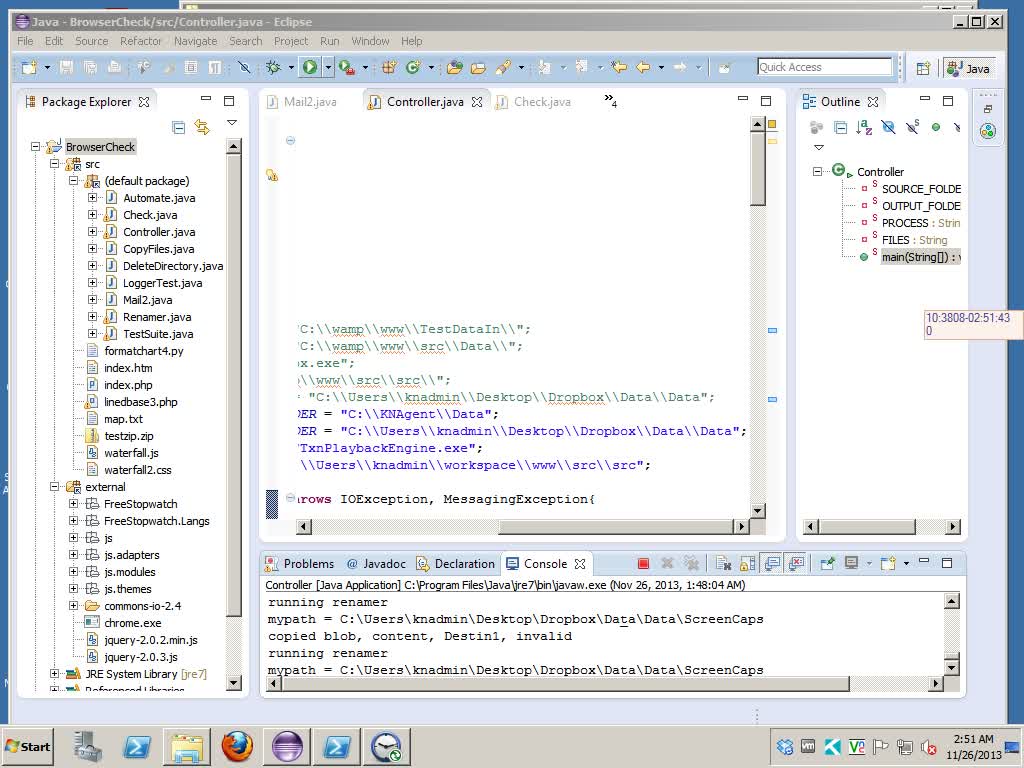 Java - BrowserCheck/src/Controller.java - Eclipse
File Edit Source Refactor Navigate Search Project Run Window Help
Quick Access
Java
Package Explorer
BrowserCheck
src
(default package)
Automate.java
Check.java
Controller.java
CopyFiles.java
DeleteDirectory.java
LoggerTest.java
Mail2.java
Renamer.java
TestSuite.java
formatchart4.py
index.htm
index.php
linedbase3.php
map.txt
testzip.zip
waterfall.js
waterfall2.css
external
FreeStopwatch
FreeStopwatch.Langs
js
js.adapters
js.modules
js.themes
commons-io-2.4
chrome.exe
jquery-2.0.2.min.js
jquery-2.0.3.js
JRE System Library [jre7]
Referenced Libraries
Mail2.java Controller.java Check.java »4
"C:\\wamp\\www\\TestDataIn\\";
"C:\\wamp\\www\\src\\Data\\";
ox.exe";
\\www\\src\\src\\";
= "C:\\Users\\knadmin\\Desktop\\Dropbox\\Data\\Data";
DER = "C:\\KNAgent\\Data";
DER = "C:\\Users\\knadmin\\Desktop\\Dropbox\\Data\\Data";
TxnPlaybackEngine.exe";
\\Users\\knadmin\\workspace\\www\\src\\src";
hrows IOException, MessagingException{
Outline
Controller
SOURCE_FOLDE
OUTPUT_FOLDE
PROCESS : Strin
FILES : String
main(String[]) : v
10:3808-02:51:43
0
Problems @ Javadoc Declaration Console
Controller [Java Application] C:\Program Files\Java\jre7\bin\javaw.exe (Nov 26, 2013, 1:48:04 AM)
running renamer
mypath = C:\Users\knadmin\Desktop\Dropbox\Data\Data\ScreenCaps
copied blob, content, Destin1, invalid
running renamer
mypath = C:\Users\knadmin\Desktop\Dropbox\Data\Data\ScreenCaps
Start
2:51 AM
11/26/2013